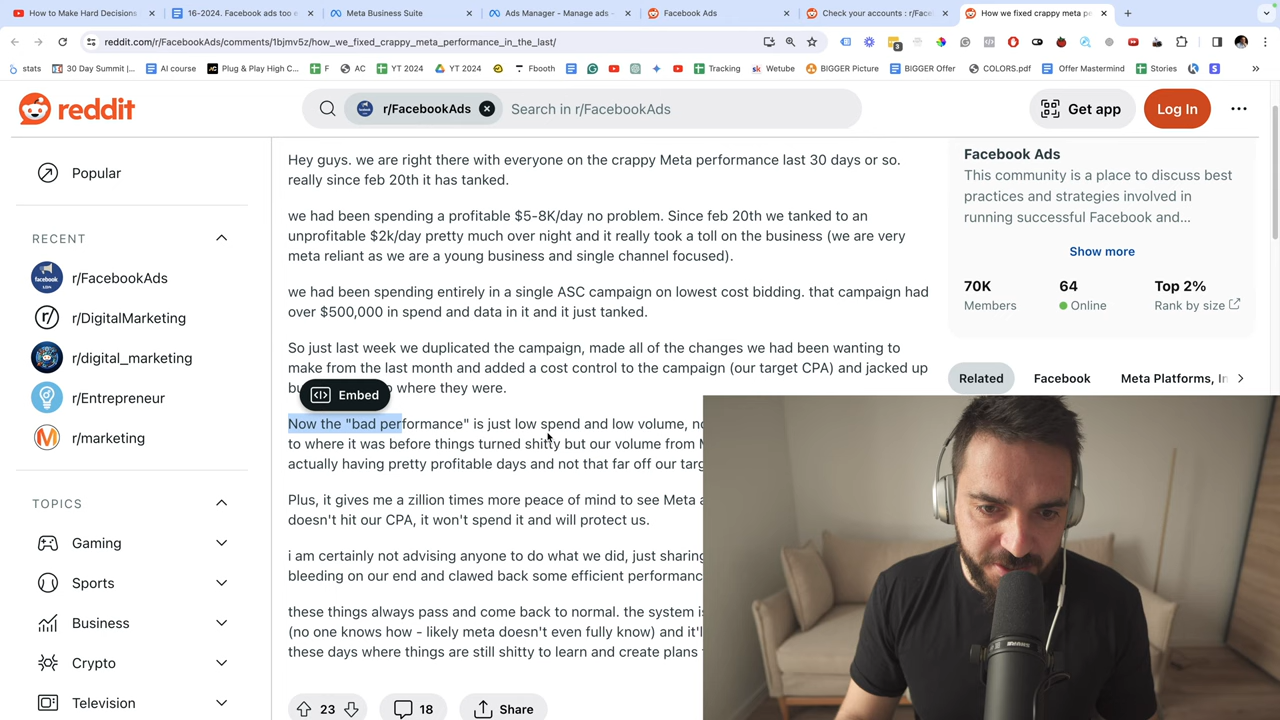 How to Make Hard Decisions
16-2024. Facebook ads too e
Meta Business Suite
Ads Manager - Manage ads -
Facebook Ads
Check your accounts : r/Face
How we fixed crappy meta pe
reddit.com/r/FacebookAds/comments/1bjmv5z/how_we_fixed_crappy_meta_performance_in_the_last/
stats
30 Day Summit |...
AI course
Plug & Play High C...
F
AC
YT 2024
YT 2024
Fbooth
Tracking
Wetube
BIGGER Picture
BIGGER Offer
COLORS.pdf
Offer Mastermind
Stories
reddit
r/FacebookAds
Search in r/FacebookAds
Get app
Log In
Popular
RECENT
r/FacebookAds
r/DigitalMarketing
r/digital_marketing
r/Entrepreneur
r/marketing
TOPICS
Gaming
Sports
Business
Crypto
Television
Hey guys. we are right there with everyone on the crappy Meta performance last 30 days or so.
really since feb 20th it has tanked.
we had been spending a profitable $5-8K/day no problem. Since feb 20th we tanked to an
unprofitable $2k/day pretty much over night and it really took a toll on the business (we are very
meta reliant as we are a young business and single channel focused).
we had been spending entirely in a single ASC campaign on lowest cost bidding. that campaign had
over $500,000 in spend and data in it and it just tanked.
So just last week we duplicated the campaign, made all of the changes we had been wanting to
make from the last month and added a cost control to the campaign (our target CPA) and jacked up
where they were.
Embed
Now the "bad performance" is just low spend and low volume,
to where it was before things turned shitty but our volume from
actually having pretty profitable days and not that far off our
Plus, it gives me a zillion times more peace of mind to see Meta
doesn't hit our CPA, it won't spend it and will protect us.
i am certainly not advising anyone to do what we did, just sharing
bleeding on our end and clawed back some efficient performanc
these things always pass and come back to normal. the system
(no one knows how - likely meta doesn't even fully know) and
these days where things are still shitty to learn and create plans
23
18
Share
Facebook Ads
This community is a place to discuss best
practices and strategies involved in
running successful Facebook and...
Show more
70K
Members
64
Online
Top 2%
Rank by size
Related
Facebook
Meta Platforms, In